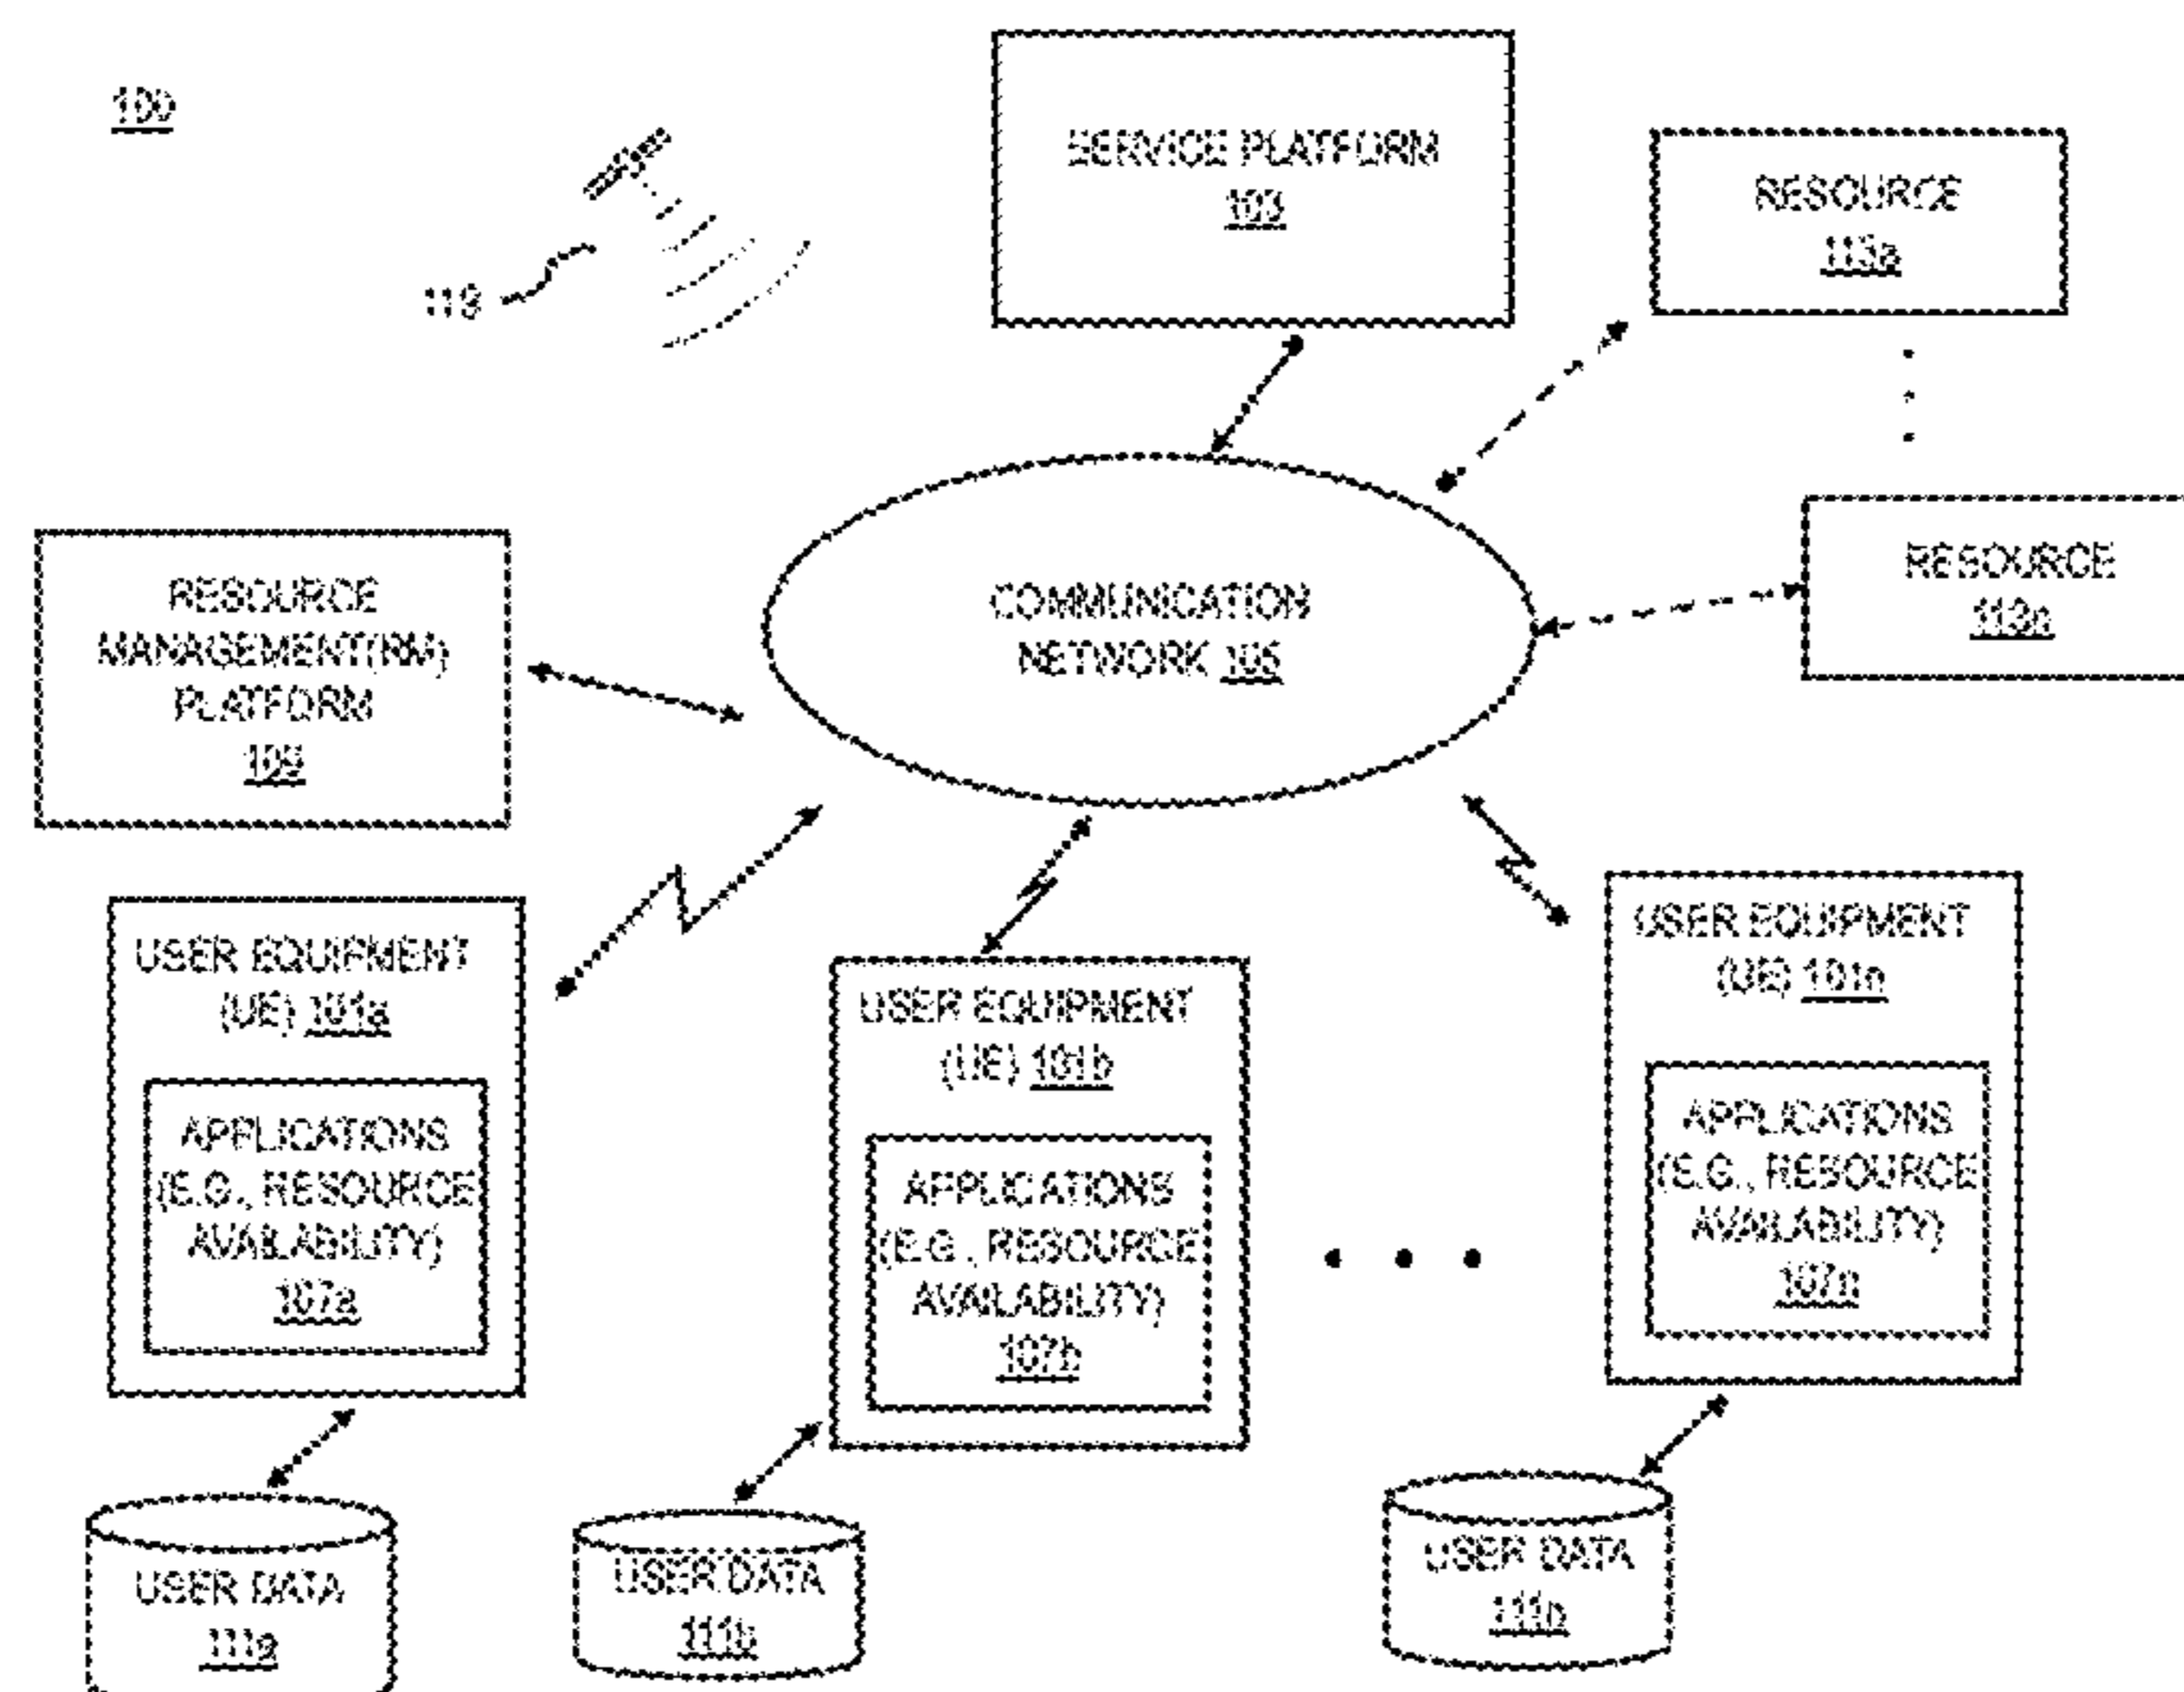 100
SERVICE PLATFORM
103
RESOURCE
113a
118
RESOURCE
113n
COMMUNICATION
NETWORK 105
RESOURCE
MANAGEMENT(RM)
PLATFORM
109
USER EQUIPMENT
(UE) 101a
APPLICATIONS
(E.G., RESOURCE
AVAILABILITY)
107a
USER EQUIPMENT
(UE) 101b
APPLICATIONS
(E.G., RESOURCE
AVAILABILITY)
107b
USER EQUIPMENT
(UE) 101n
APPLICATIONS
(E.G., RESOURCE
AVAILABILITY)
107n
USER DATA
111a
USER DATA
111b
USER DATA
111n